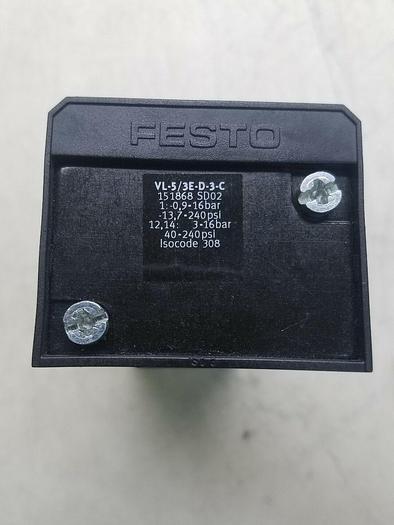 FESTO
VL-5/3E-D-3-C
151868 SD02
1:-0,9-16bar
-13,7-240psi
12,14: 3-16bar
40-240psi
Isocode 308